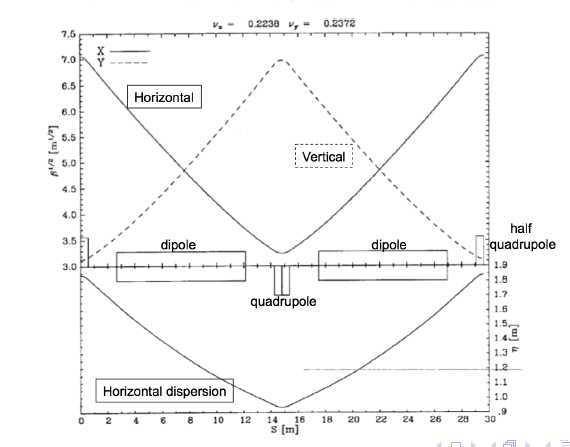 νx = 0.2238 νy = 0.2372
7.5
X
Y
7.0
6.5
Horizontal
6.0
5.5
β^1/2 [m^1/2]
5.0
Vertical
4.5
4.0
half
3.5
dipole
dipole
quadrupole
3.0
1.9
1.8
1.7
quadrupole
1.6
1.5
1.4
η [m]
1.3
1.2
1.1
Horizontal dispersion
1.0
.9
0 2 4 6 8 10 12 14 16 18 20 22 24 26 28 30
S [m]